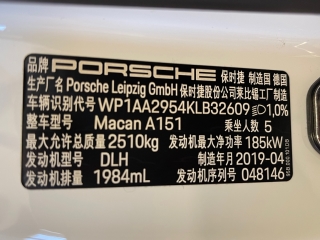 品牌 PORSCHE 保时捷 制造国 德国
生产厂名 Porsche Leipzig GmbH 保时捷股份公司莱比锡工厂制造
车辆识别代号 WP1AA2954KLB32609 1,0%
整车型号 Macan A151 乘坐人数 5
最大允许总质量 2510kg 发动机最大净功率 185kW
发动机型号 DLH 制造年月 2019-04
发动机排量 1984mL 发动机序列号 048146